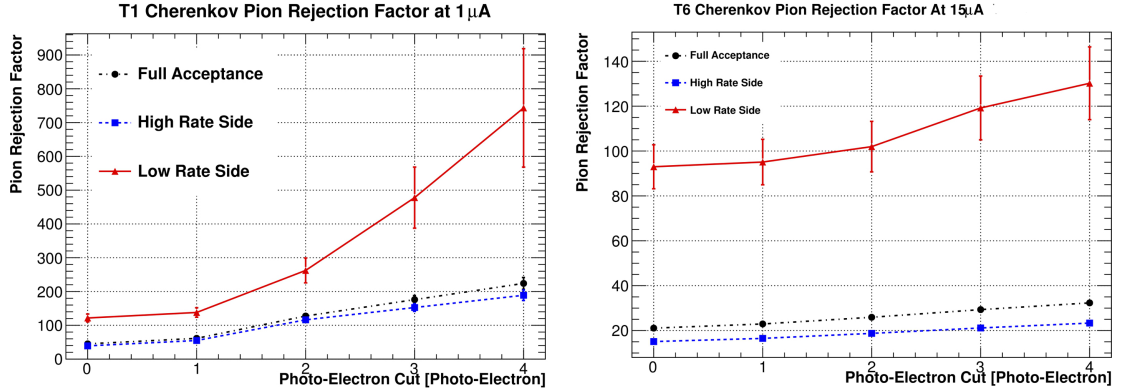 T1 Cherenkov Pion Rejection Factor at 1μA
Pion Rejection Factor
900
800
700
600
500
400
300
200
100
0
Full Acceptance
High Rate Side
Low Rate Side
0 1 2 3 4
Photo-Electron Cut [Photo-Electron]
T6 Cherenkov Pion Rejection Factor At 15μA
Pion Rejection Factor
140
120
100
80
60
40
20
Full Acceptance
High Rate Side
Low Rate Side
0 1 2 3 4
Photo-Electron Cut [Photo-Electron]